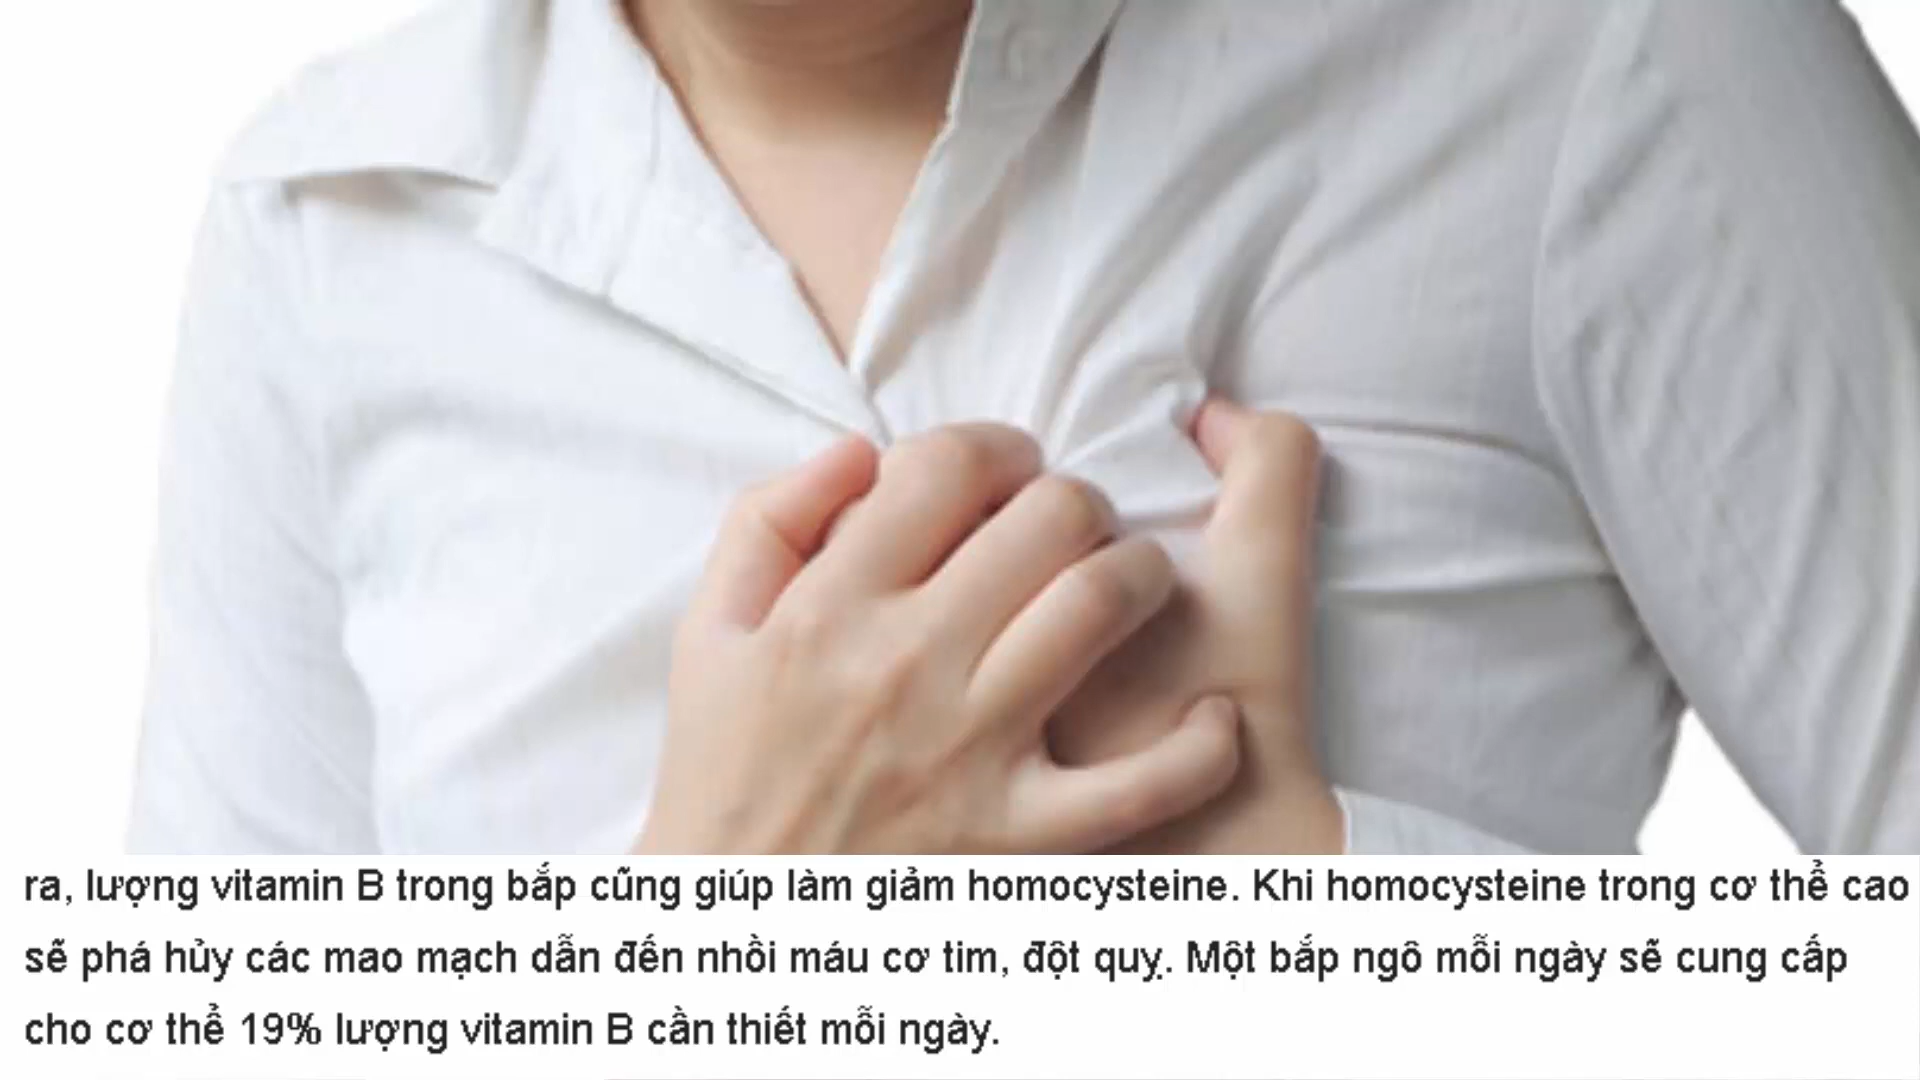 ra, lượng vitamin B trong bắp cũng giúp làm giảm homocysteine. Khi homocysteine trong cơ thể cao
sẽ phá hủy các mao mạch dẫn đến nhồi máu cơ tim, đột quỵ. Một bắp ngô mỗi ngày sẽ cung cấp
cho cơ thể 19% lượng vitamin B cần thiết mỗi ngày.